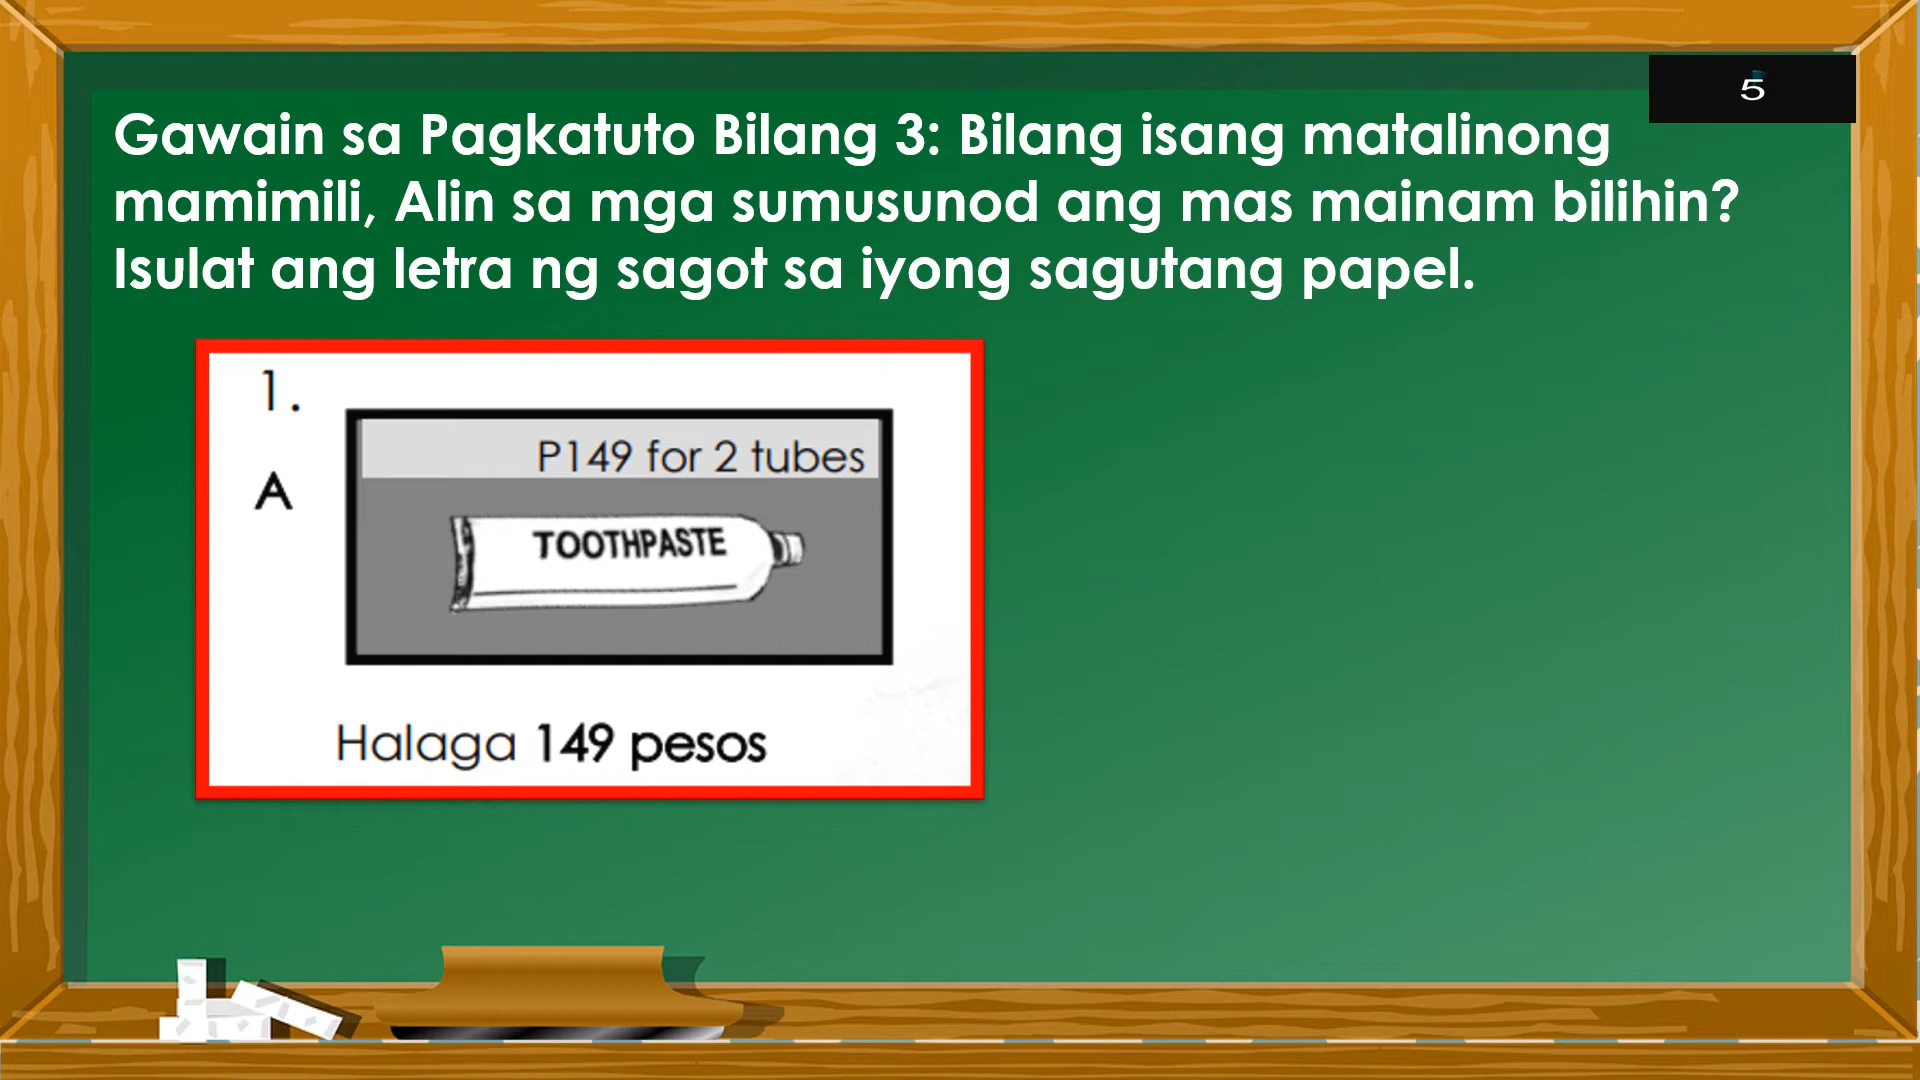 5
Gawain sa Pagkatuto Bilang 3: Bilang isang matalinong
mamimili, Alin sa mga sumusunod ang mas mainam bilihin?
Isulat ang letra ng sagot sa iyong sagutang papel.
1.
A
P149 for 2 tubes
TOOTHPASTE
Halaga 149 pesos